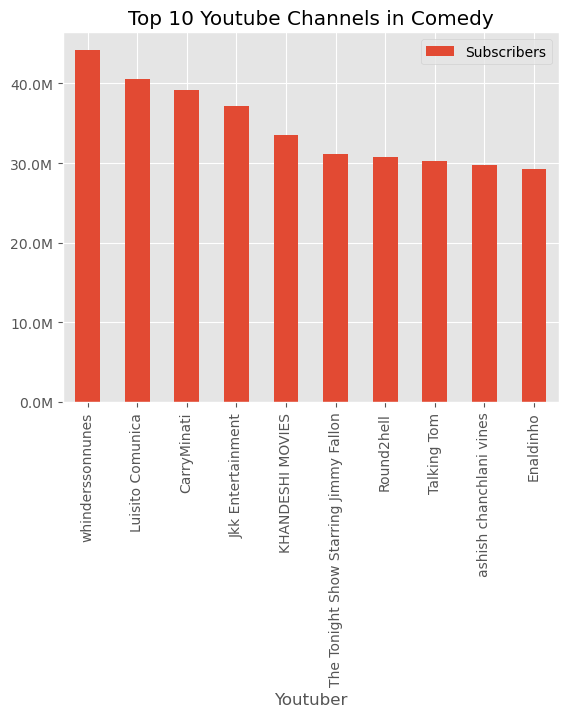 Top 10 Youtube Channels in Comedy
Subscribers
40.0M
30.0M
20.0M
10.0M
0.0M
whinderssonnunes
Luisito Comunica
CarryMinati
Jkk Entertainment
KHANDESHI MOVIES
The Tonight Show Starring Jimmy Fallon
Round2hell
Talking Tom
ashish chanchlani vines
Enaldinho
Youtuber